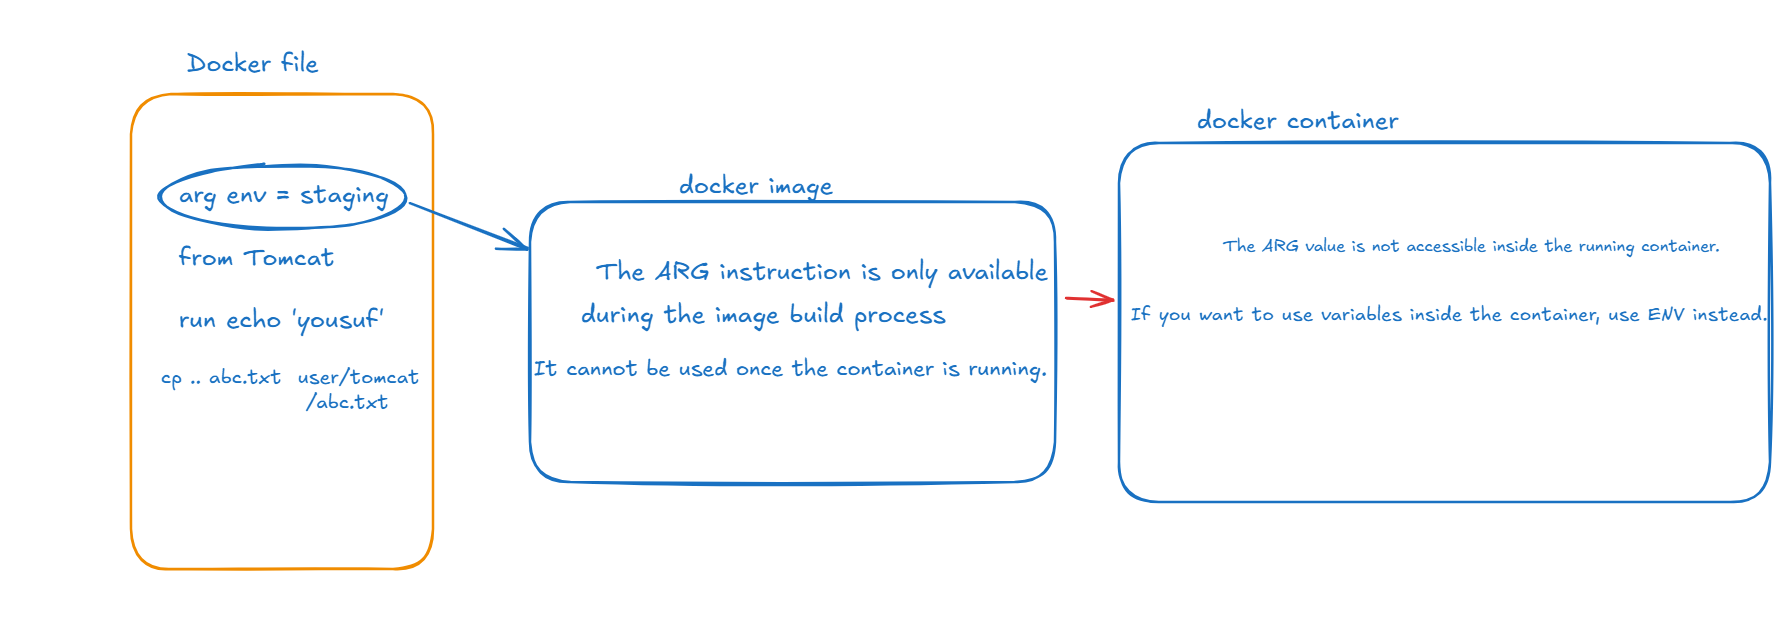 Docker file
arg env = staging
from Tomcat
run echo 'yousuf'
cp .. abc.txt user/tomcat
/abc.txt
docker image
The ARG instruction is only available
during the image build process
It cannot be used once the container is running.
docker container
The ARG value is not accessible inside the running container.
If you want to use variables inside the container, use ENV instead.